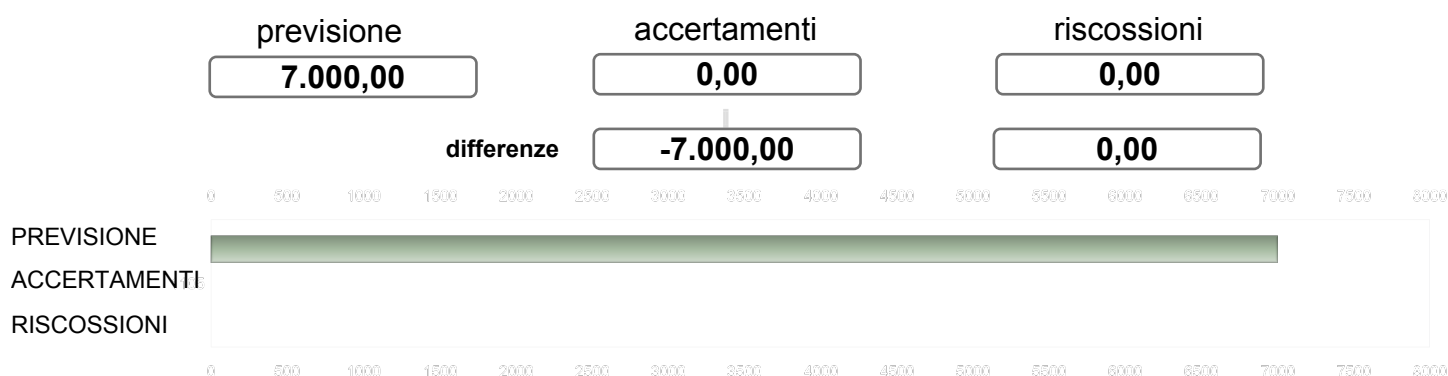 previsione accertamenti riscossioni
7.000,00 0,00 0,00
differenze -7.000,00 0,00
0 500 1000 1500 2000 2500 3000 3500 4000 4500 5000 5500 6000 6500 7000 7500 8000
PREVISIONE
ACCERTAMENTI
RISCOSSIONI
0 500 1000 1500 2000 2500 3000 3500 4000 4500 5000 5500 6000 6500 7000 7500 8000